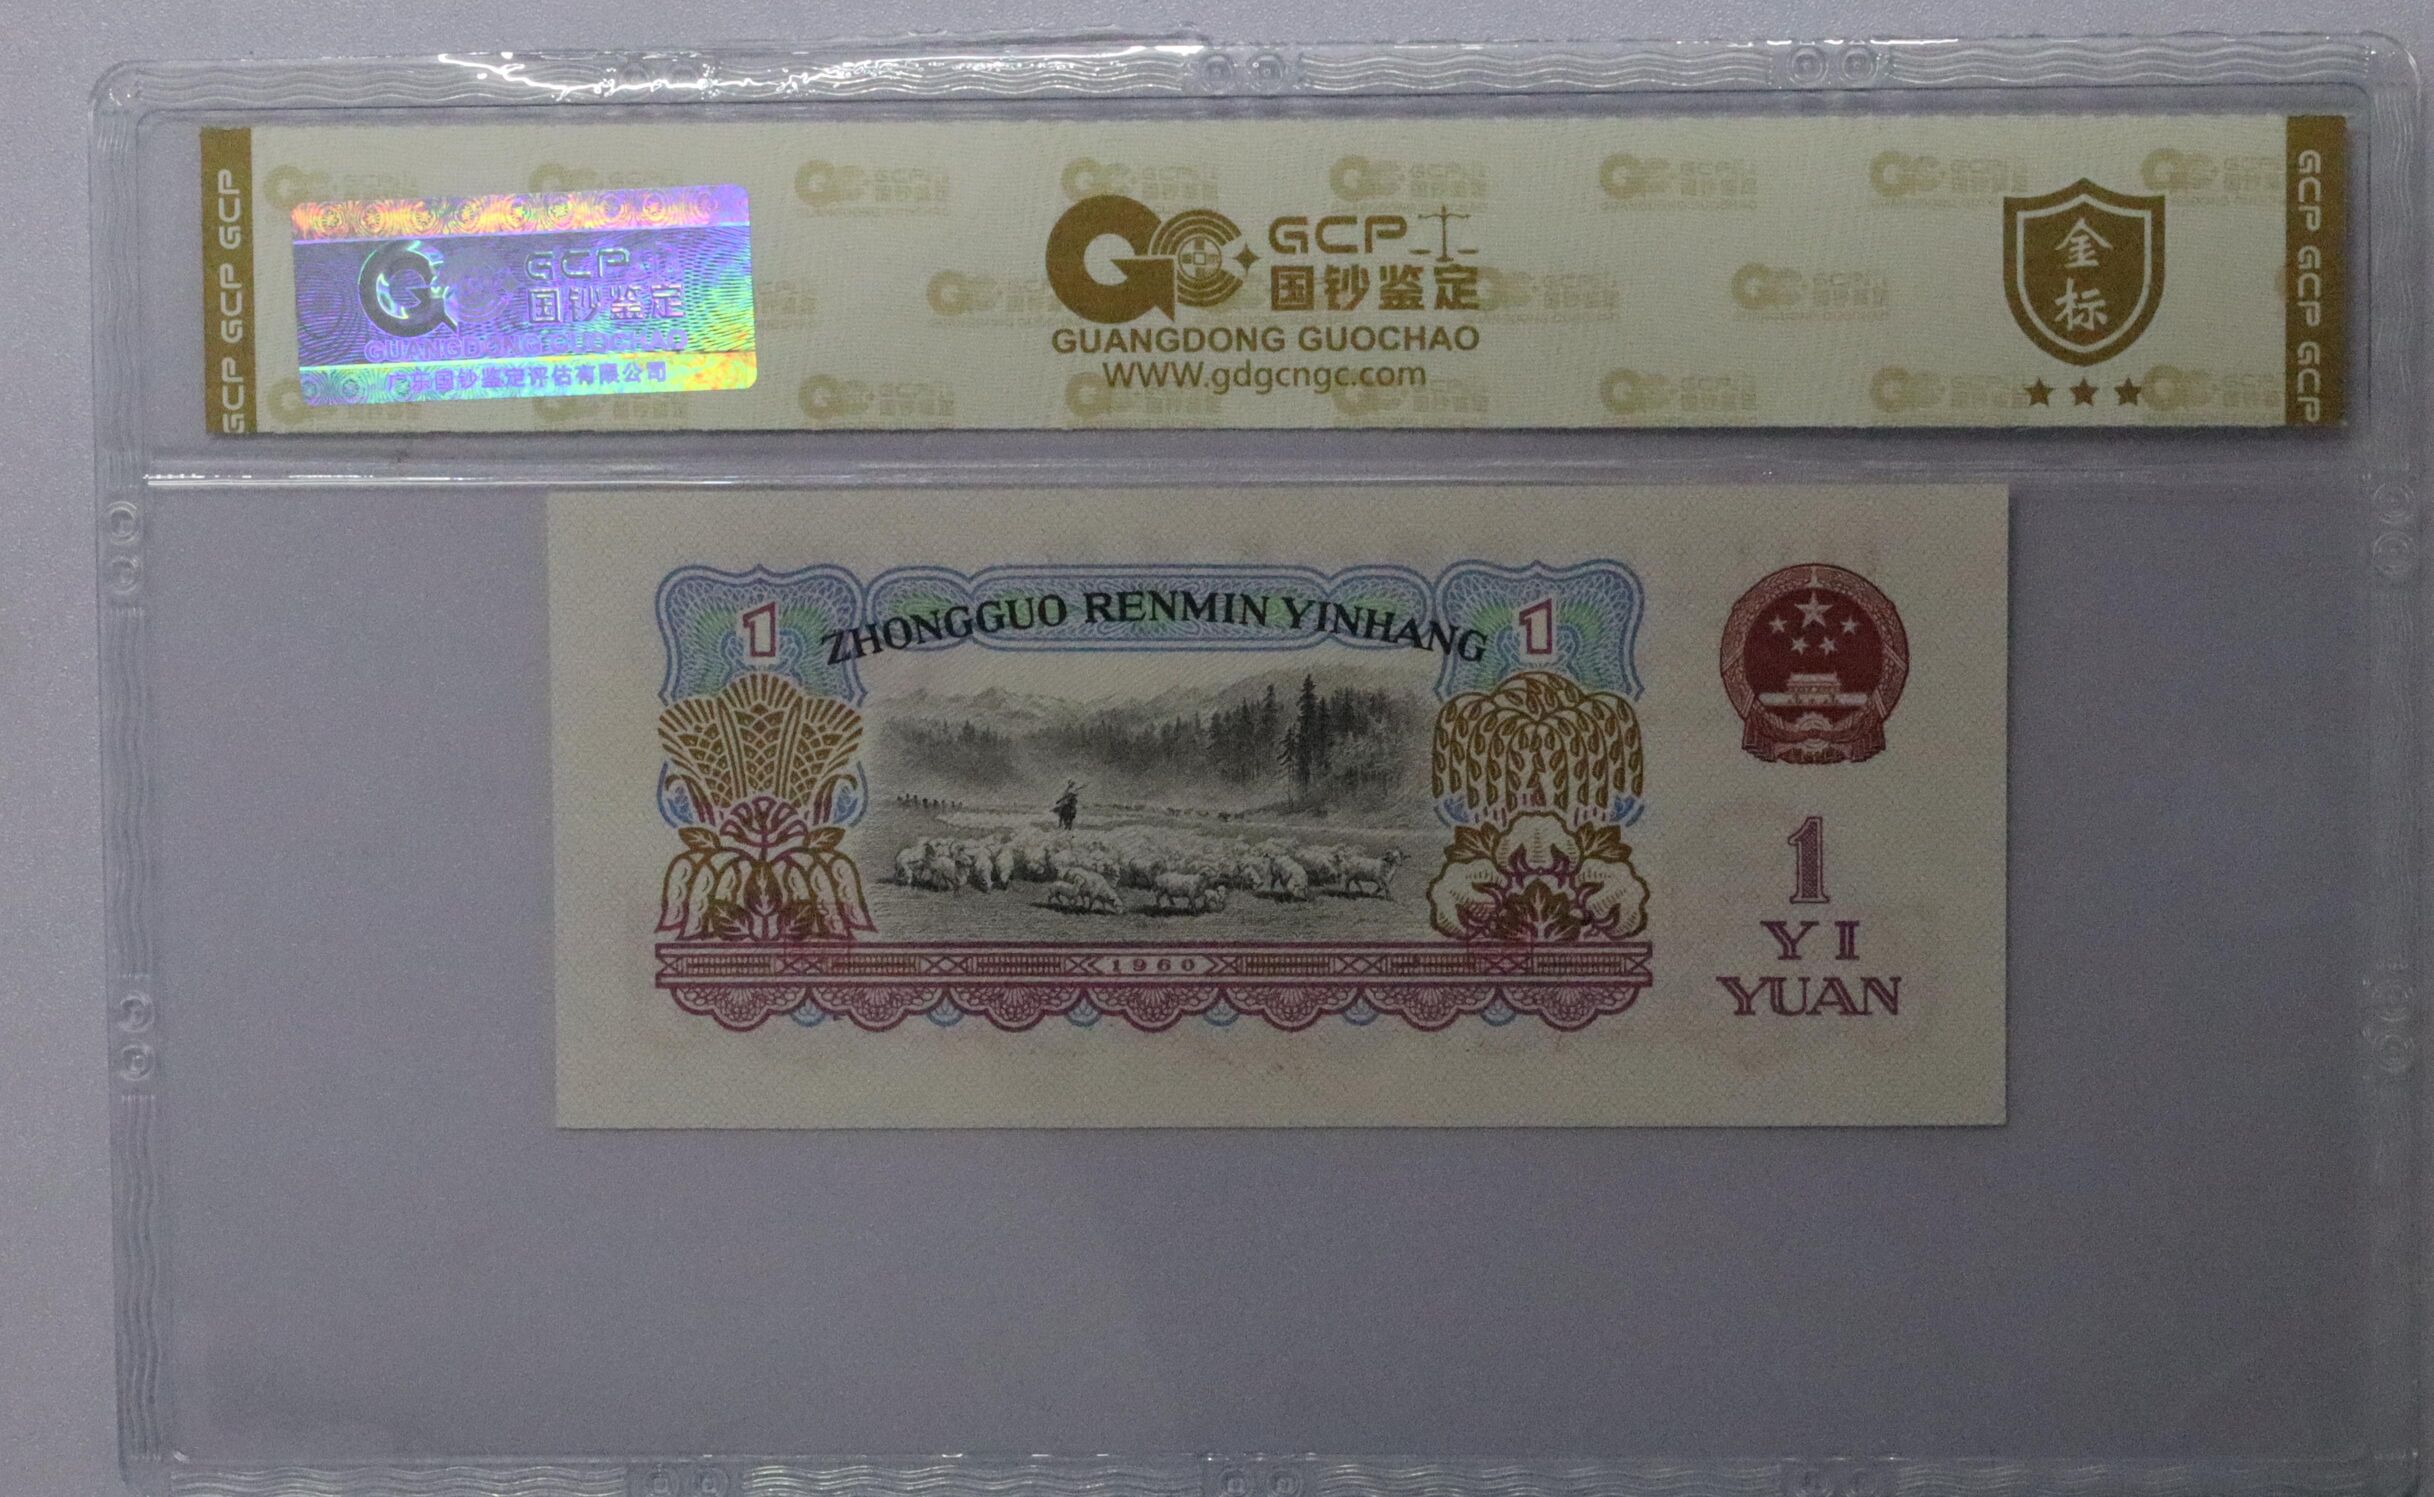 GCP GCP GCP
GCP
国钞鉴定
GUANGDONG GUOCHAO
广东国钞鉴定评估有限公司
GCP
国钞鉴定
GUANGDONG GUOCHAO
WWW.gdgcngc.com
金标
GCP GCP GCP
1
ZHONGGUO RENMIN YINHANG
1
1960
1
YI
YUAN